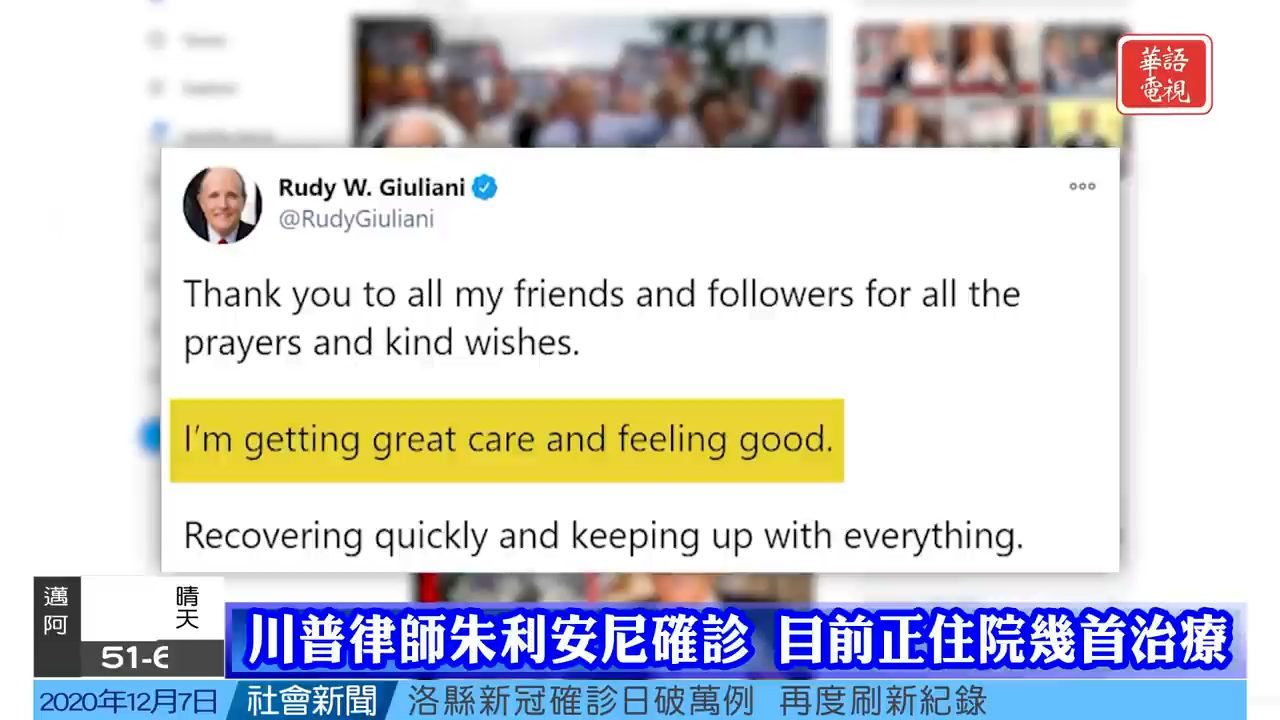 華語
電視
Rudy W. Giuliani
@RudyGiuliani
Thank you to all my friends and followers for all the
prayers and kind wishes.
I'm getting great care and feeling good.
Recovering quickly and keeping up with everything.
邁阿
晴天
51-6
川普律師朱利安尼確診 目前正住院幾首治療
2020年12月7日
社會新聞
洛縣新冠確診日破萬例 再度刷新紀錄